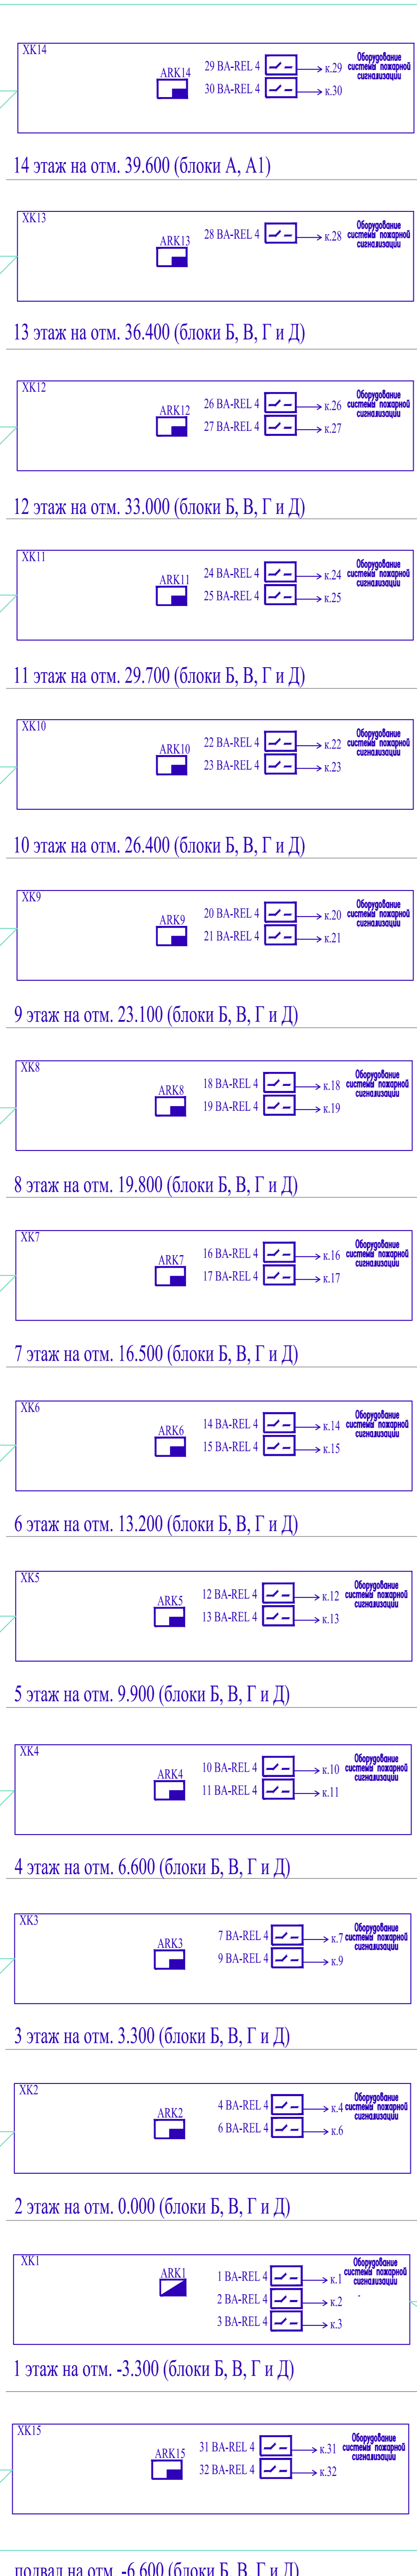 XK14
ARK14
29 BA-REL 4
к.29
30 BA-REL 4
к.30
Оборудование
системы пожарной
сигнализации
14 этаж на отм. 39.600 (блоки А, А1)
XK13
ARK13
28 BA-REL 4
к.28
Оборудование
системы пожарной
сигнализации
13 этаж на отм. 36.400 (блоки Б, В, Г и Д)
XK12
ARK12
26 BA-REL 4
к.26
27 BA-REL 4
к.27
Оборудование
системы пожарной
сигнализации
12 этаж на отм. 33.000 (блоки Б, В, Г и Д)
XK11
ARK11
24 BA-REL 4
к.24
25 BA-REL 4
к.25
Оборудование
системы пожарной
сигнализации
11 этаж на отм. 29.700 (блоки Б, В, Г и Д)
XK10
ARK10
22 BA-REL 4
к.22
23 BA-REL 4
к.23
Оборудование
системы пожарной
сигнализации
10 этаж на отм. 26.400 (блоки Б, В, Г и Д)
XK9
ARK9
20 BA-REL 4
к.20
21 BA-REL 4
к.21
Оборудование
системы пожарной
сигнализации
9 этаж на отм. 23.100 (блоки Б, В, Г и Д)
XK8
ARK8
18 BA-REL 4
к.18
19 BA-REL 4
к.19
Оборудование
системы пожарной
сигнализации
8 этаж на отм. 19.800 (блоки Б, В, Г и Д)
XK7
ARK7
16 BA-REL 4
к.16
17 BA-REL 4
к.17
Оборудование
системы пожарной
сигнализации
7 этаж на отм. 16.500 (блоки Б, В, Г и Д)
XK6
ARK6
14 BA-REL 4
к.14
15 BA-REL 4
к.15
Оборудование
системы пожарной
сигнализации
6 этаж на отм. 13.200 (блоки Б, В, Г и Д)
XK5
ARK5
12 BA-REL 4
к.12
13 BA-REL 4
к.13
Оборудование
системы пожарной
сигнализации
5 этаж на отм. 9.900 (блоки Б, В, Г и Д)
XK4
ARK4
10 BA-REL 4
к.10
11 BA-REL 4
к.11
Оборудование
системы пожарной
сигнализации
4 этаж на отм. 6.600 (блоки Б, В, Г и Д)
XK3
ARK3
7 BA-REL 4
к.7
9 BA-REL 4
к.9
Оборудование
системы пожарной
сигнализации
3 этаж на отм. 3.300 (блоки Б, В, Г и Д)
XK2
ARK2
4 BA-REL 4
к.4
6 BA-REL 4
к.6
Оборудование
системы пожарной
сигнализации
2 этаж на отм. 0.000 (блоки Б, В, Г и Д)
XK1
ARK1
1 BA-REL 4
к.1
2 BA-REL 4
к.2
3 BA-REL 4
к.3
Оборудование
системы пожарной
сигнализации
1 этаж на отм. -3.300 (блоки Б, В, Г и Д)
XK15
ARK15
31 BA-REL 4
к.31
32 BA-REL 4
к.32
Оборудование
системы пожарной
сигнализации
подвал на отм. -6.600 (блоки Б, В, Г и Д)